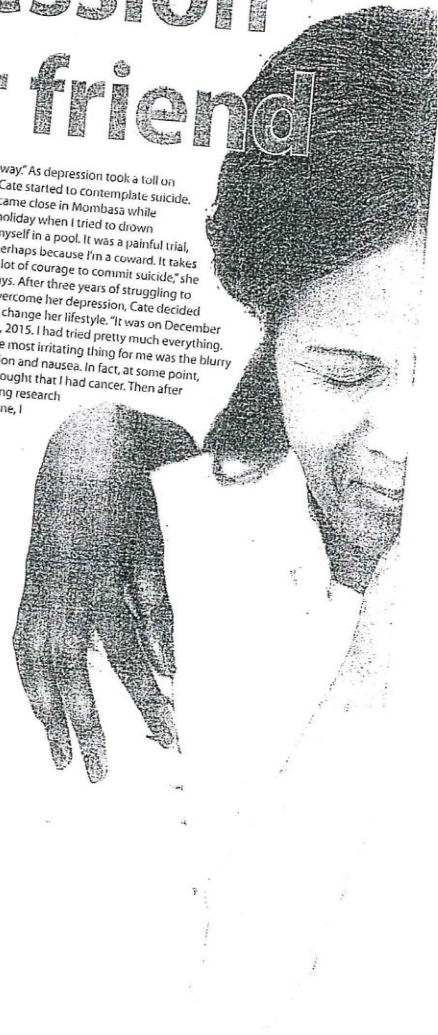 friend
way." As depression took a toll on
Cate started to contemplate suicide.
came close in Mombasa while
holiday when I tried to drown
myself in a pool. It was a painful trial,
erhaps because I'm a coward. It takes
lot of courage to commit suicide," she
ys. After three years of struggling to
vercome her depression, Cate decided
change her lifestyle. "It was on December
, 2015. I had tried pretty much everything.
e most irritating thing for me was the blurry
ion and nausea. In fact, at some point,
ought that I had cancer. Then after
ng research
ne, I